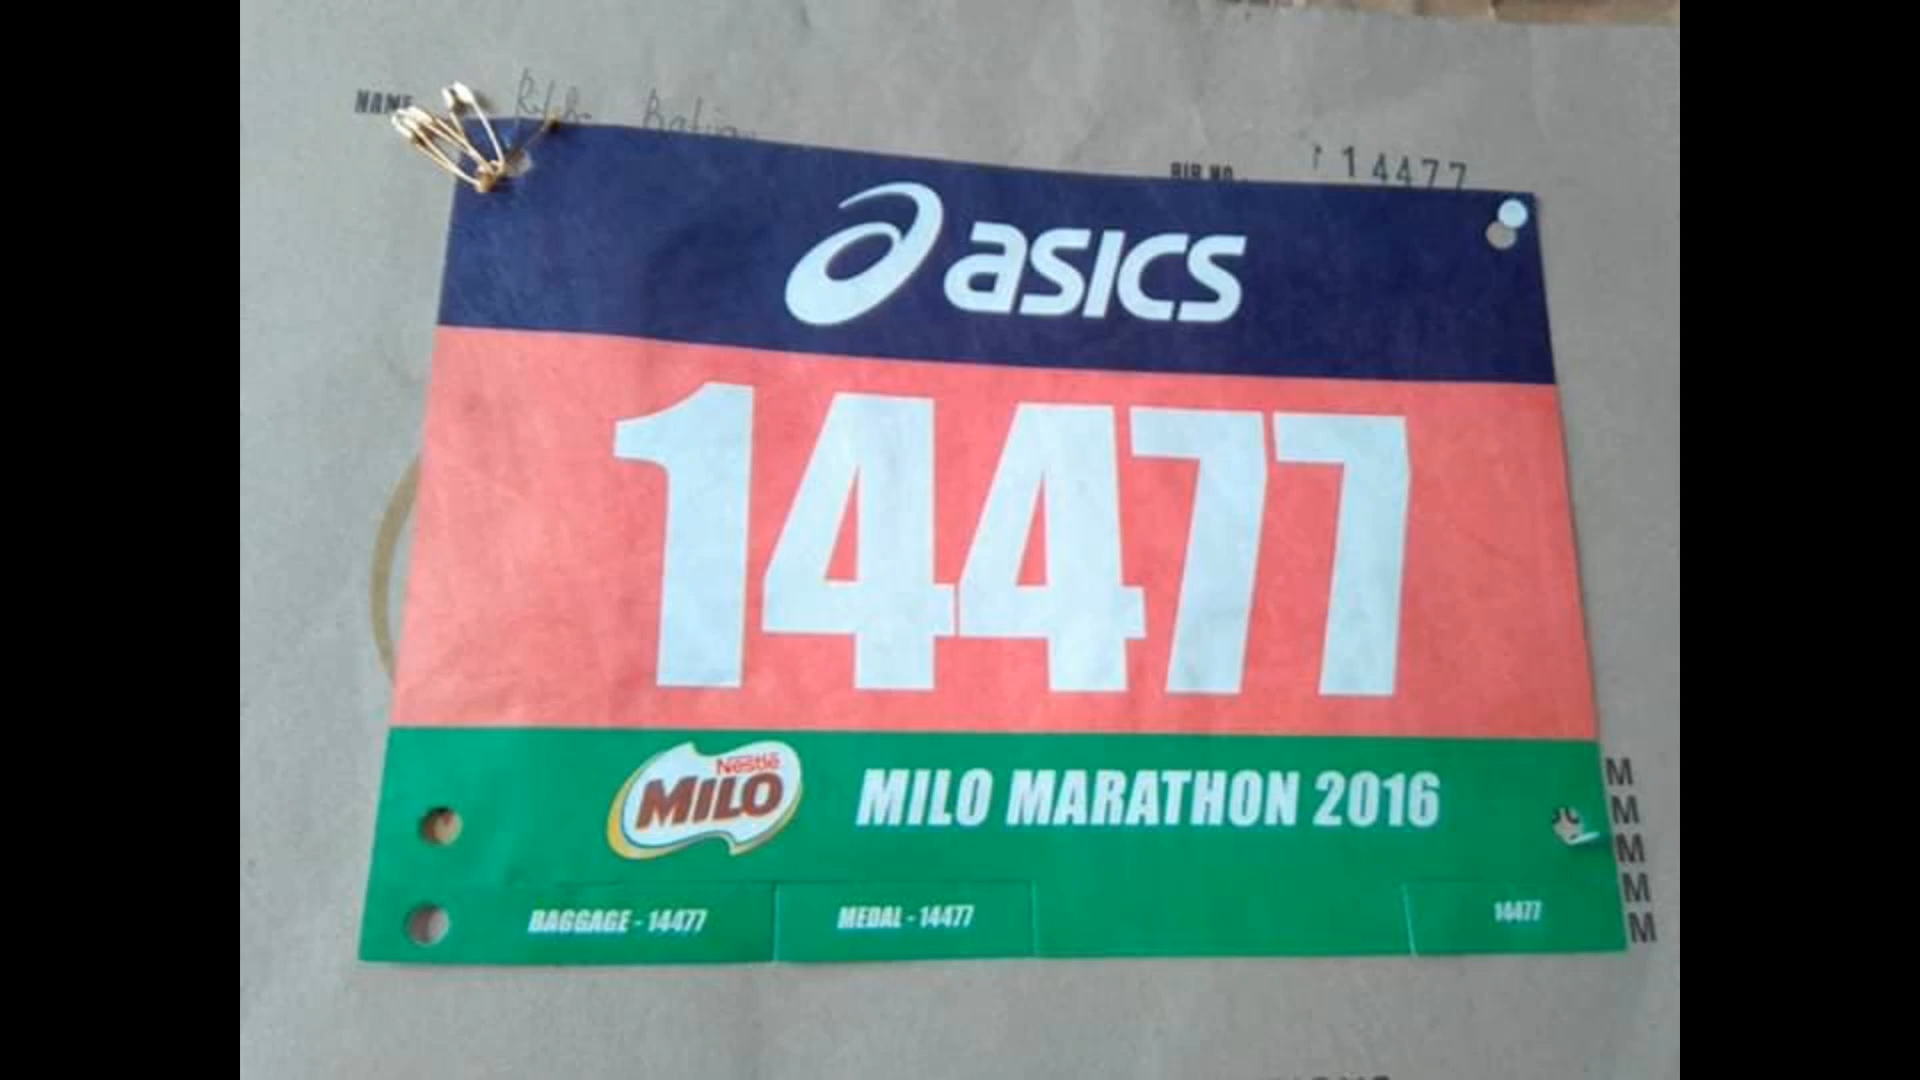 NAME
BIB NO.
14477
asics
14477
Nestlé
MILO
MILO MARATHON 2016
M
M
M
M
M
BAGGAGE - 14477
MEDAL - 14477
14477